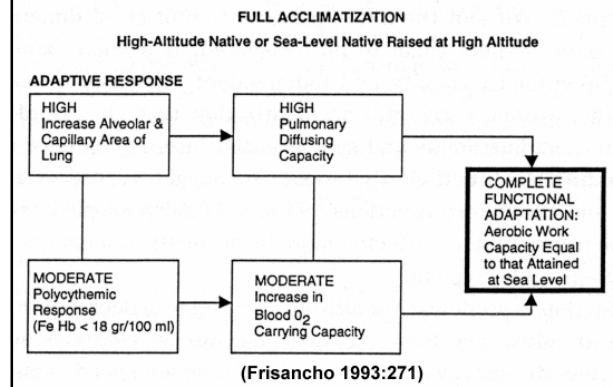 FULL ACCLIMATIZATION
High-Altitude Native or Sea-Level Native Raised at High Altitude
ADAPTIVE RESPONSE
HIGH
Increase Alveolar &
Capillary Area of
Lung
HIGH
Pulmonary
Diffusing
Capacity
COMPLETE
FUNCTIONAL
ADAPTATION:
Aerobic Work
Capacity Equal
to that Attained
at Sea Level
MODERATE
Polycythemic
Response
(Fe Hb < 18 gr/100 ml)
MODERATE
Increase in
Blood 02
Carrying Capacity
(Frisancho 1993:271)